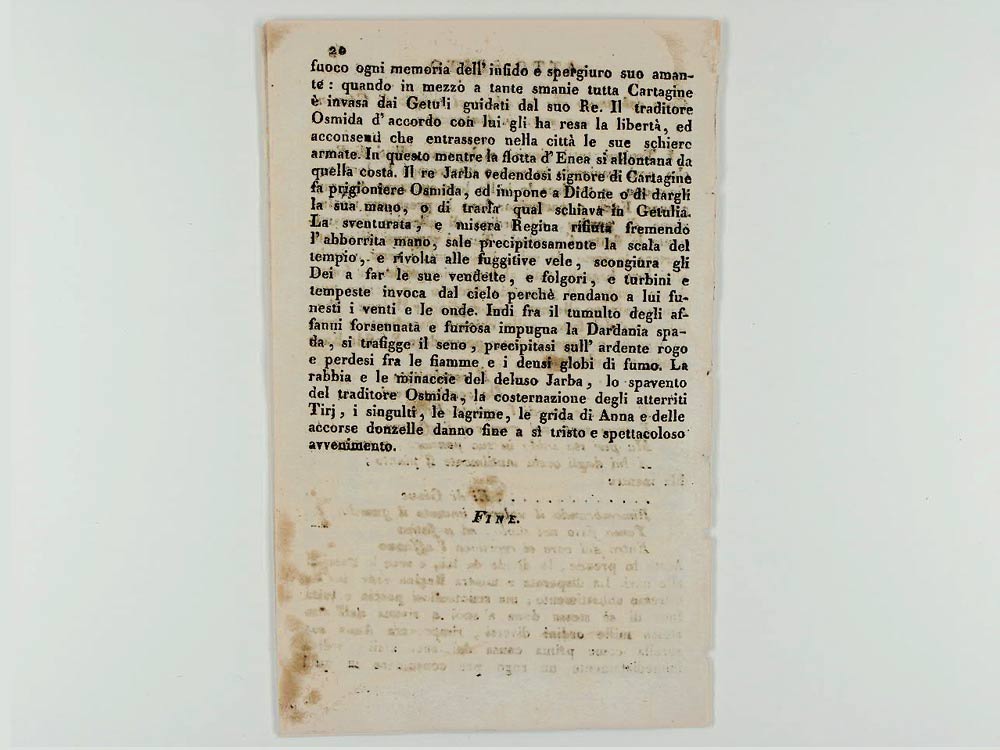 20
fuoco ogni memoria dell' infido e spergiuro suo aman-
te : quando in mezzo a tante smanie tutta Cartagine
è invasa dai Getuli guidati dal suo Re. Il traditore
Osmida d' accordo con lui gli ha resa la libertà, ed
acconsentì che entrassero nella città le sue schiere
armate. In questo mentre la flotta d' Enea si allontana da
quella costa. Il re Jarba vedendosi signore di Cartagine
fa prigioniere Osmida, ed impone a Didone o di dargli
la sua mano, o di trarla qual schiava in Getulia.
La sventurata, e misera Regina rifiuta fremendo
l' abborrita mano, sale precipitosamente la scala del
tempio, e rivolta alle fuggitive vele, scongiura gli
Dei a far le sue vendette, e folgori, e turbini e
tempeste invoca dal cielo perchè rendano a lui fu-
nesti i venti e le onde. Indi fra il tumulto degli af-
fanni forsennata e furiosa impugna la Dardania spa-
da, si trafigge il seno, precipitasi sull' ardente rogo
e perdesi fra le fiamme e i densi globi di fumo. La
rabbia e le minaccie del deluso Jarba, lo spavento
del traditore Osmida, la costernazione degli atterriti
Tirj, i singulti, le lagrime, le grida di Anna e delle
accorse donzelle danno fine a sì tristo e spettacoloso
avvenimento.
FINE.